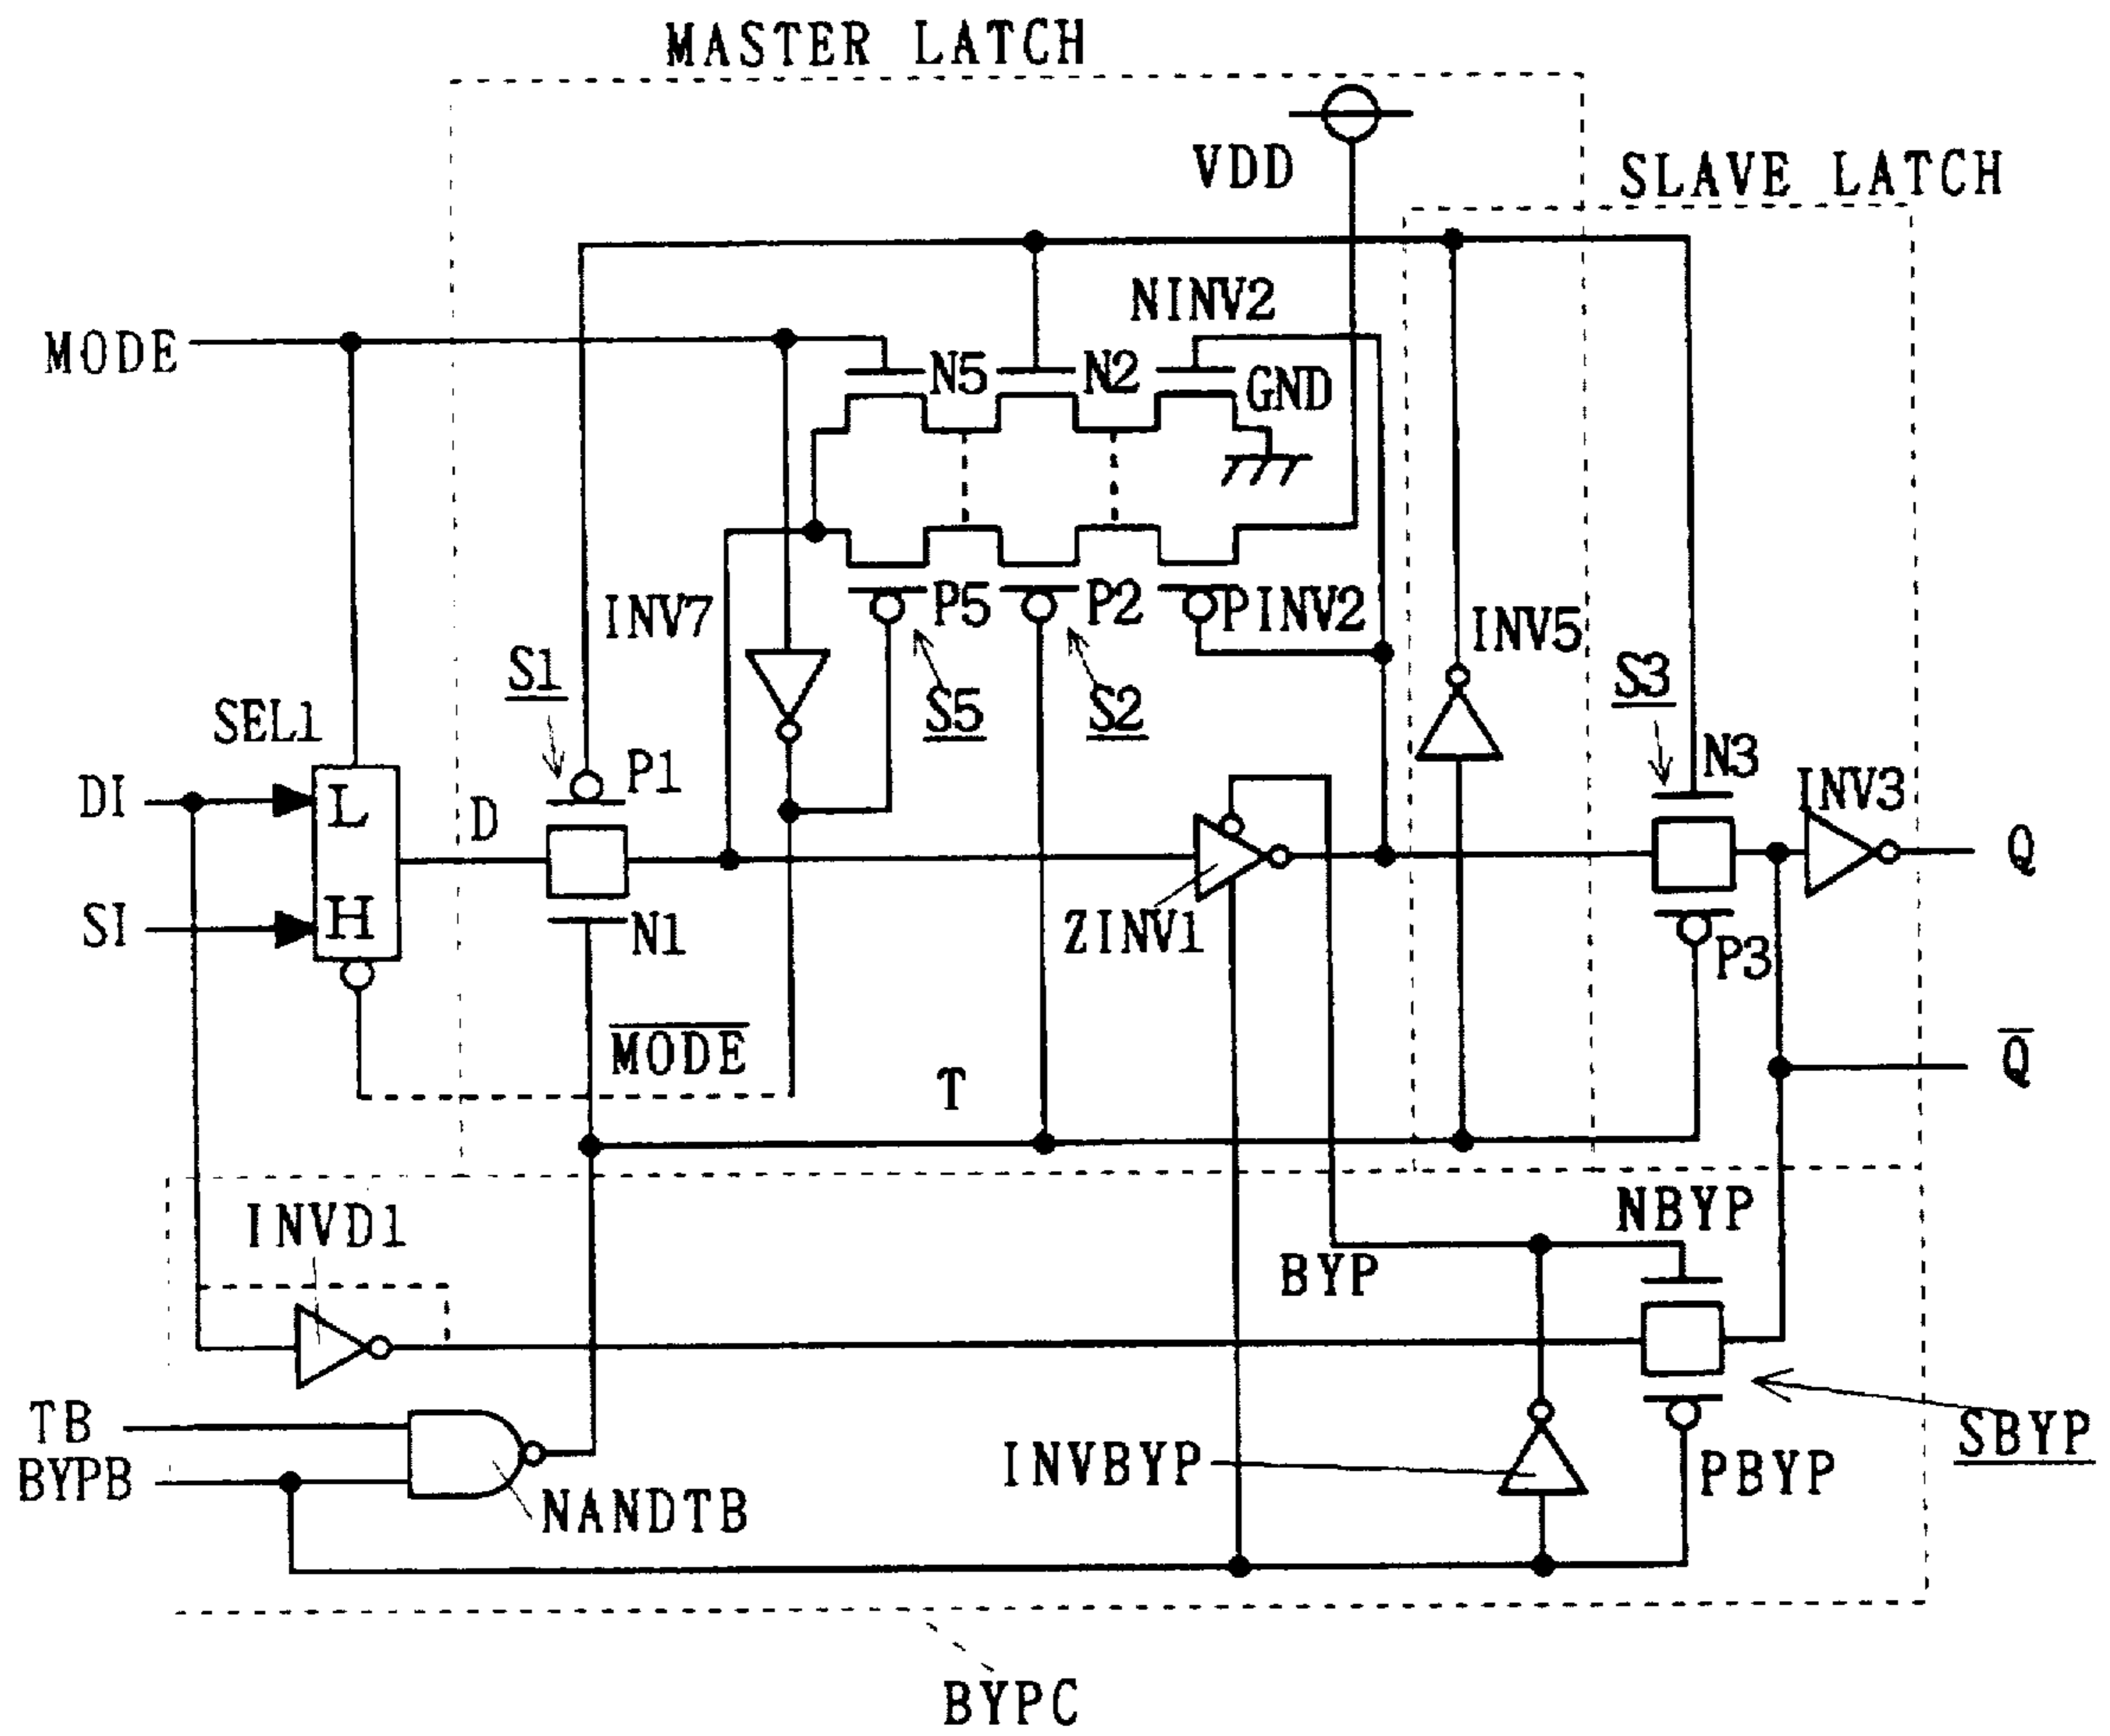 MASTER LATCH
VDD
SLAVE LATCH
NINV2
MODE
N5
N2
GND
INV7
P5
P2
PINV2
INV5
S1
S5
S2
S3
SEL1
P1
N3
INV3
DI
L
D
Q
SI
H
N1
ZINV1
P3
MODE
Q
T
INVD1
NBYP
BYP
TB
BYPB
NANDTB
INVBYP
PBYP
SBYP
BYPC